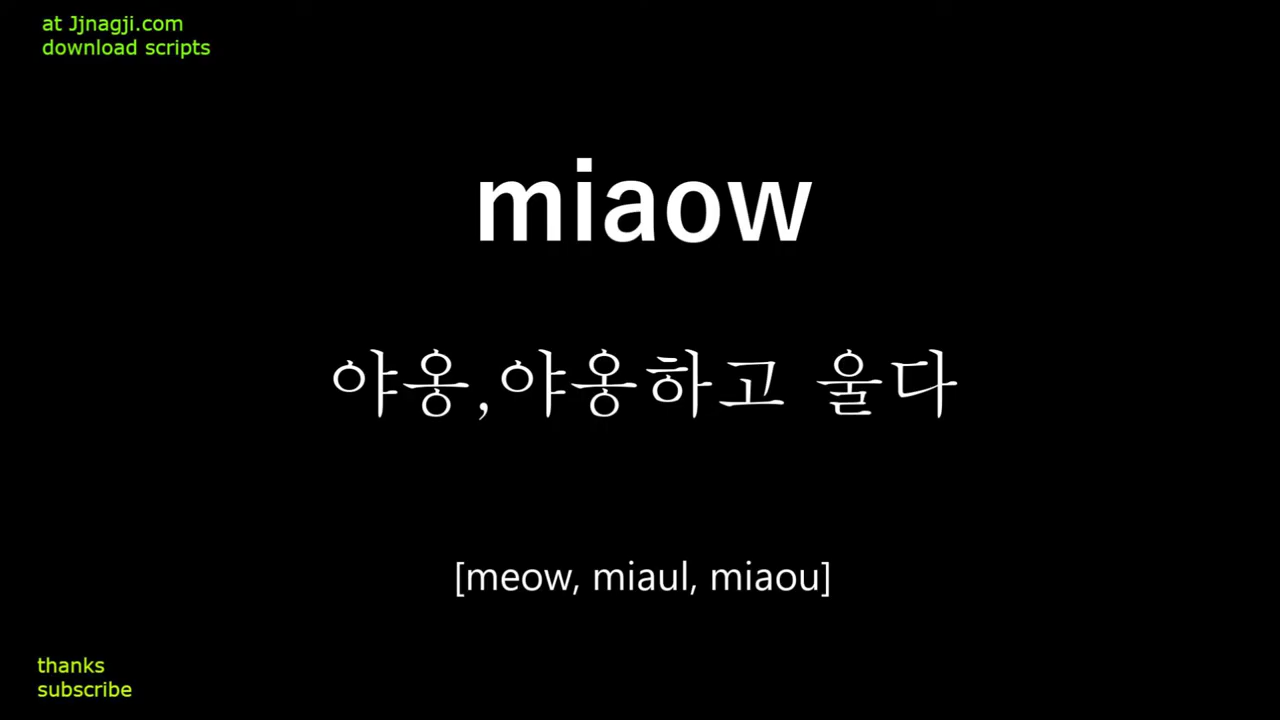 at Jjnagji.com
download scripts
miaow
야옹,야옹하고 울다
[meow, miaul, miaou]
thanks
subscribe